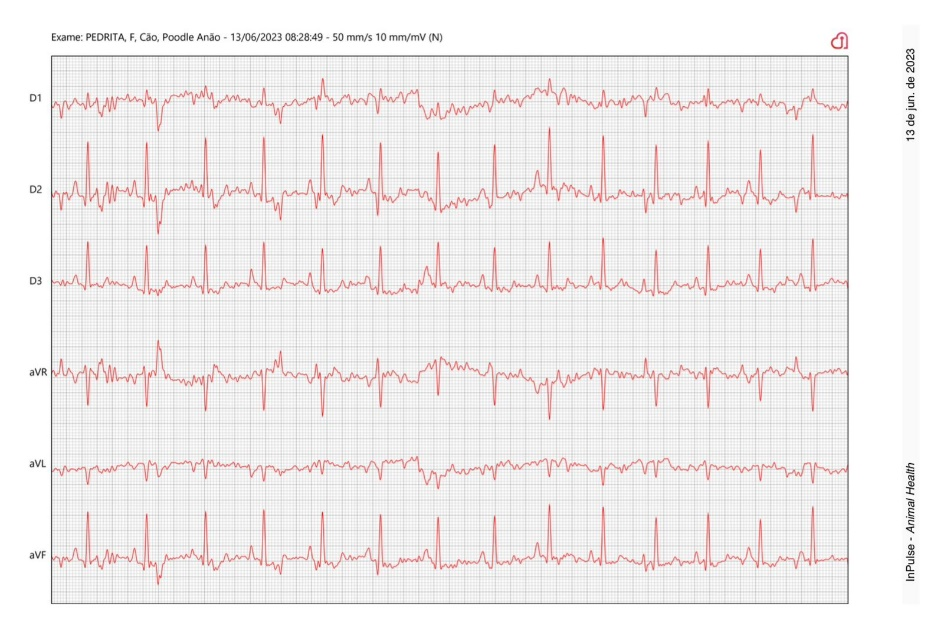 Exame: PEDRITA, F, Cão, Poodle Anão - 13/06/2023 08:28:49 - 50 mm/s 10 mm/mV (N)
D1
D2
D3
aVR
aVL
aVF
13 de jun. de 2023
InPulse - Animal Health